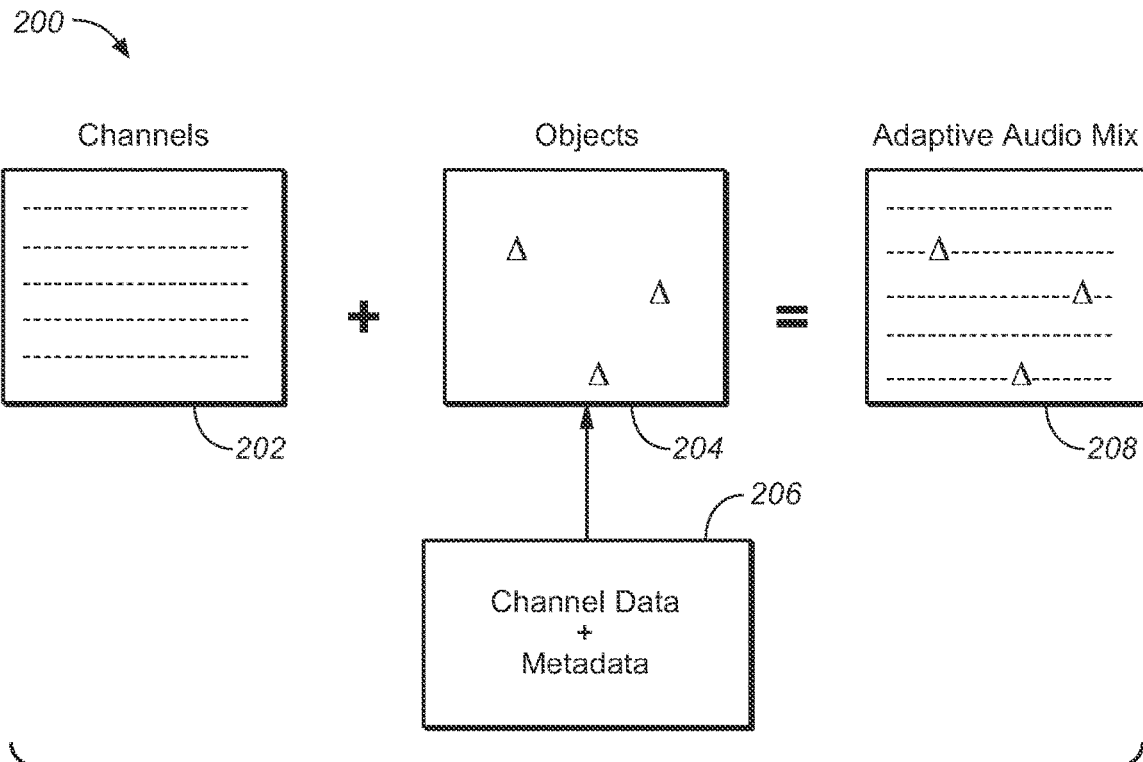 200
Channels
Objects
Adaptive Audio Mix
+
=
202
204
208
206
Channel Data
+
Metadata